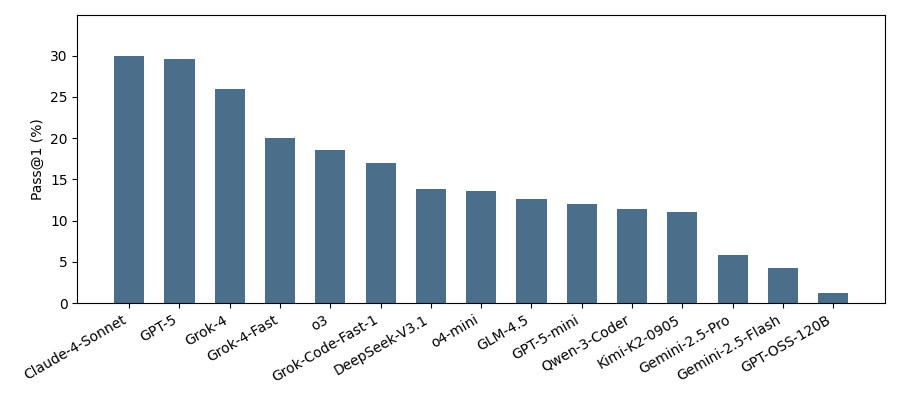 Pass@1 (%)
30
25
20
15
10
5
0
Claude-4-Sonnet
GPT-5
Grok-4
Grok-4-Fast
o3
Grok-Code-Fast-1
DeepSeek-V3.1
o4-mini
GLM-4.5
GPT-5-mini
Qwen-3-Coder
Kimi-K2-0905
Gemini-2.5-Pro
Gemini-2.5-Flash
GPT-OSS-120B